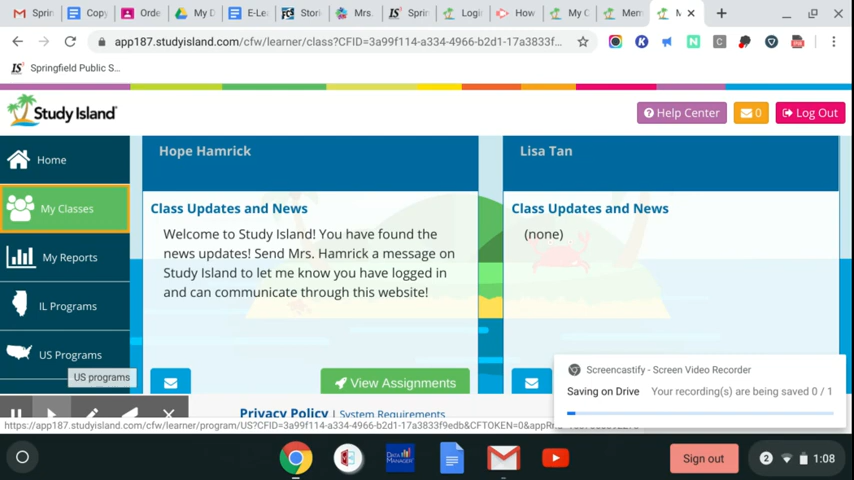 Sprin
Copy
Orde
My D
E-Lea
Stori
Mrs.
Sprin
Login
How
My C
Mem
M
app187.studyisland.com/cfw/learner/class?CFID=3a99f114-a334-4966-b2d1-17a3833f...
Springfield Public S...
Study Island
Help Center
0
Log Out
Home
My Classes
My Reports
IL Programs
US Programs
US programs
Hope Hamrick
Class Updates and News
Welcome to Study Island! You have found the
news updates! Send Mrs. Hamrick a message on
Study Island to let me know you have logged in
and can communicate through this website!
View Assignments
Lisa Tan
Class Updates and News
(none)
Screencastify - Screen Video Recorder
Saving on Drive Your recording(s) are being saved 0 / 1
Privacy Policy | System Requirements
DATA MANAGER
Sign out
2
1:08